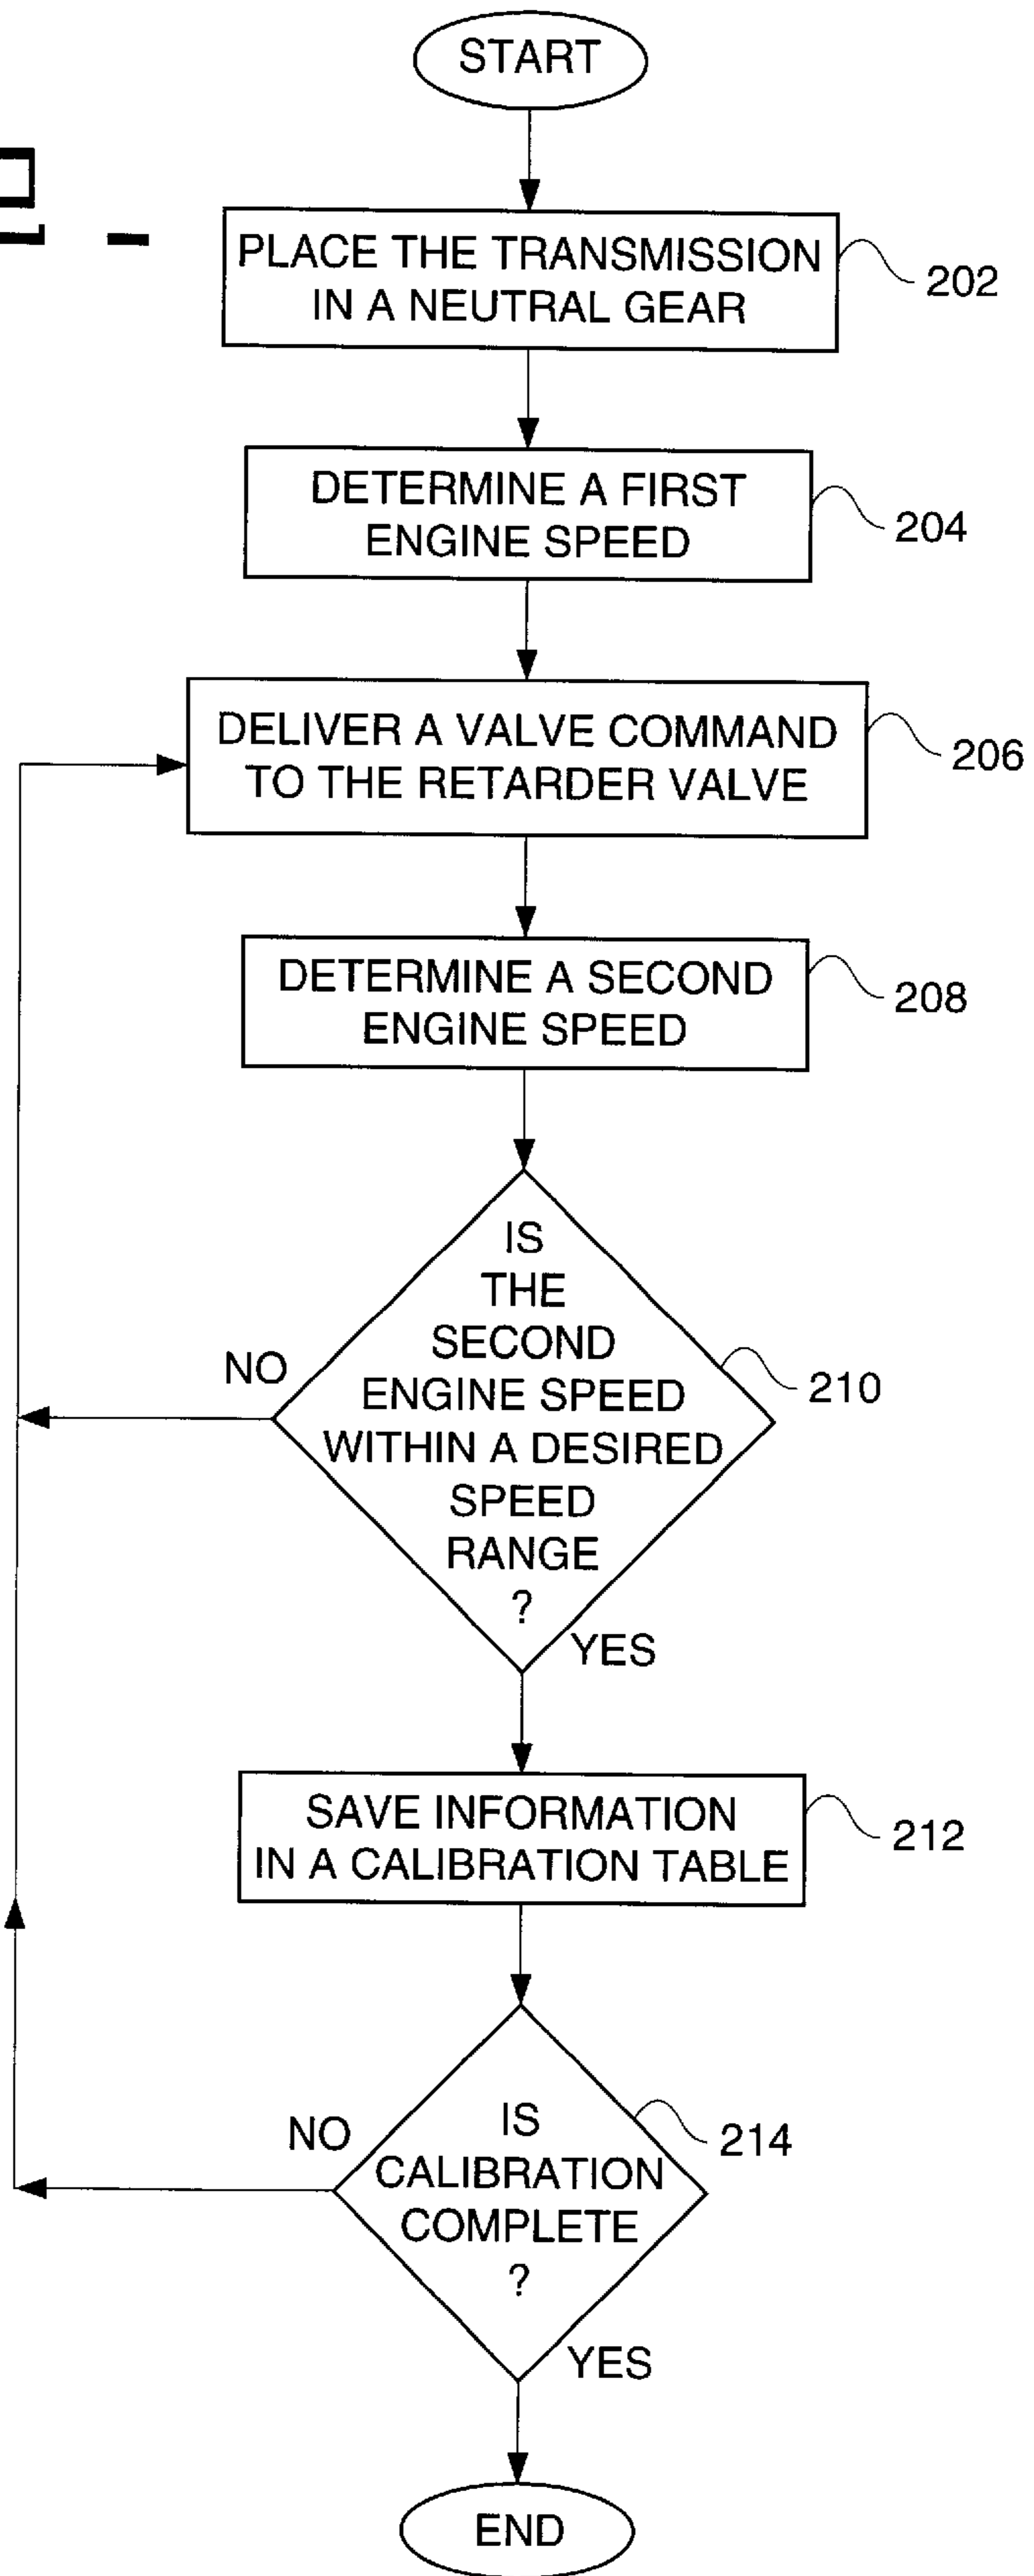 START
PLACE THE TRANSMISSION
IN A NEUTRAL GEAR
202
DETERMINE A FIRST
ENGINE SPEED
204
DELIVER A VALVE COMMAND
TO THE RETARDER VALVE
206
DETERMINE A SECOND
ENGINE SPEED
208
IS
THE
SECOND
ENGINE SPEED
WITHIN A DESIRED
SPEED
RANGE
?
NO
210
YES
SAVE INFORMATION
IN A CALIBRATION TABLE
212
IS
CALIBRATION
COMPLETE
?
NO
214
YES
END